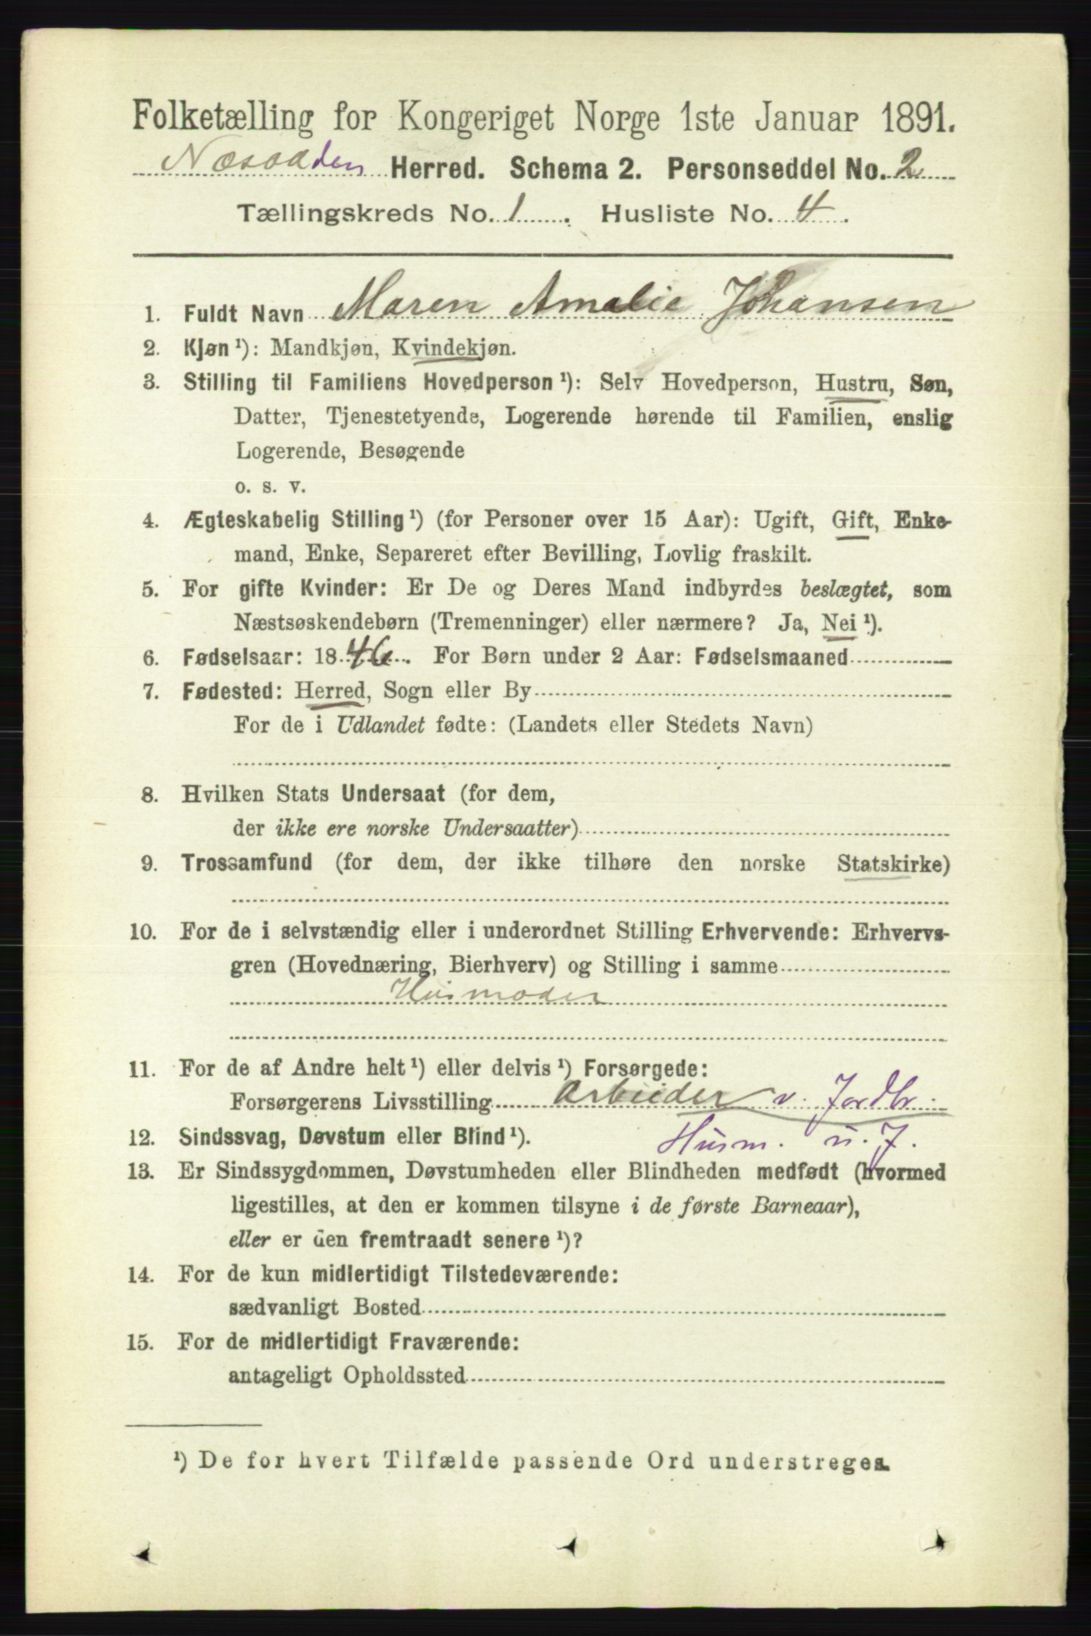 Folketælling for Kongeriget Norge 1ste Januar 1891.
Næsodden Herred. Schema 2. Personseddel No. 2
Tællingskreds No. 1. Husliste No. 4.
1. Fuldt Navn Maren Amalie Johansen
2. Kjøn ¹): Mandkjøn, Kvindekjøn.
3. Stilling til Familiens Hovedperson ¹): Selv Hovedperson, Hustru, Søn,
Datter, Tjenestetyende, Logerende hørende til Familien, enslig
Logerende, Besøgende
o. s. v.
4. Ægteskabelig Stilling ¹) (for Personer over 15 Aar): Ugift, Gift, Enke-
mand, Enke, Separeret efter Bevilling, Lovlig fraskilt.
5. For gifte Kvinder: Er De og Deres Mand indbyrdes beslægtet, som
Næstsøskendebørn (Tremenninger) eller nærmere? Ja, Nei ¹).
6. Fødselsaar: 1846. For Børn under 2 Aar: Fødselsmaaned
7. Fødested: Herred, Sogn eller By
For de i Udlandet fødte: (Landets eller Stedets Navn)
8. Hvilken Stats Undersaat (for dem,
der ikke ere norske Undersaatter)
9. Trossamfund (for dem, der ikke tilhøre den norske Statskirke)
10. For de i selvstændig eller i underordnet Stilling Erhvervende: Erhvervs-
gren (Hovednæring, Bierhverv) og Stilling i samme
Husmoder
11. For de af Andre helt ¹) eller delvis ¹) Forsørgede:
Forsørgerens Livsstilling Arbeider v. Jordbr.
12. Sindssvag, Døvstum eller Blind ¹). Husm. u. J.
13. Er Sindssygdommen, Døvstumheden eller Blindheden medfødt (hvormed
ligestilles, at den er kommen tilsyne i de første Barneaar),
eller er den fremtraadt senere ¹)?
14. For de kun midlertidigt Tilstedeværende:
sædvanligt Bosted
15. For de midlertidigt Fraværende:
antageligt Opholdssted
¹) De for hvert Tilfælde passende Ord understreges.